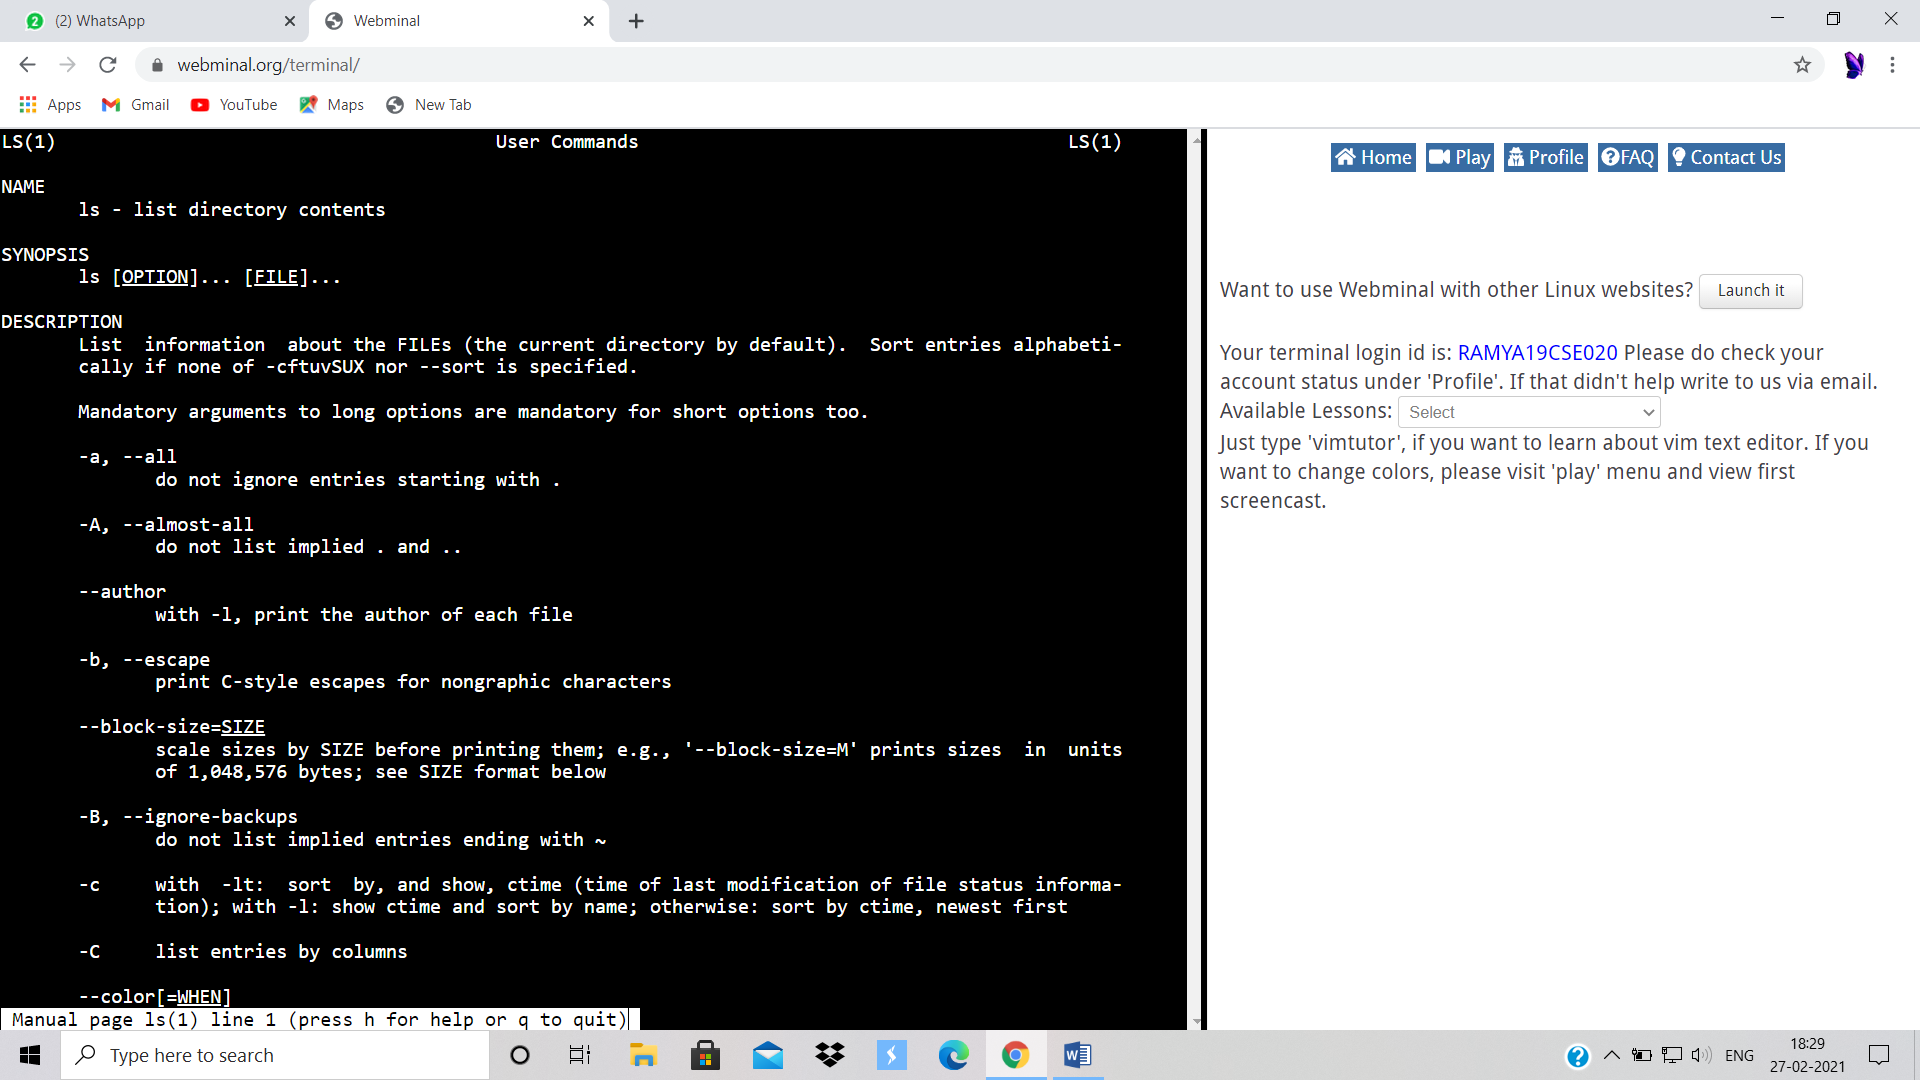 (2) WhatsApp
Webminal
webminal.org/terminal/
Apps Gmail YouTube Maps New Tab
LS(1) User Commands LS(1)
NAME
ls - list directory contents
SYNOPSIS
ls [OPTION]... [FILE]...
DESCRIPTION
List information about the FILEs (the current directory by default). Sort entries alphabeti-
cally if none of -cftuvSUX nor --sort is specified.
Mandatory arguments to long options are mandatory for short options too.
-a, --all
do not ignore entries starting with .
-A, --almost-all
do not list implied . and ..
--author
with -l, print the author of each file
-b, --escape
print C-style escapes for nongraphic characters
--block-size=SIZE
scale sizes by SIZE before printing them; e.g., '--block-size=M' prints sizes in units
of 1,048,576 bytes; see SIZE format below
-B, --ignore-backups
do not list implied entries ending with ~
-c with -lt: sort by, and show, ctime (time of last modification of file status informa-
tion); with -l: show ctime and sort by name; otherwise: sort by ctime, newest first
-C list entries by columns
--color[=WHEN]
Manual page ls(1) line 1 (press h for help or q to quit)
Home Play Profile FAQ Contact Us
Want to use Webminal with other Linux websites? Launch it
Your terminal login id is: RAMYA19CSE020 Please do check your
account status under 'Profile'. If that didn't help write to us via email.
Available Lessons: Select
Just type 'vimtutor', if you want to learn about vim text editor. If you
want to change colors, please visit 'play' menu and view first
screencast.
Type here to search
ENG
18:29
27-02-2021